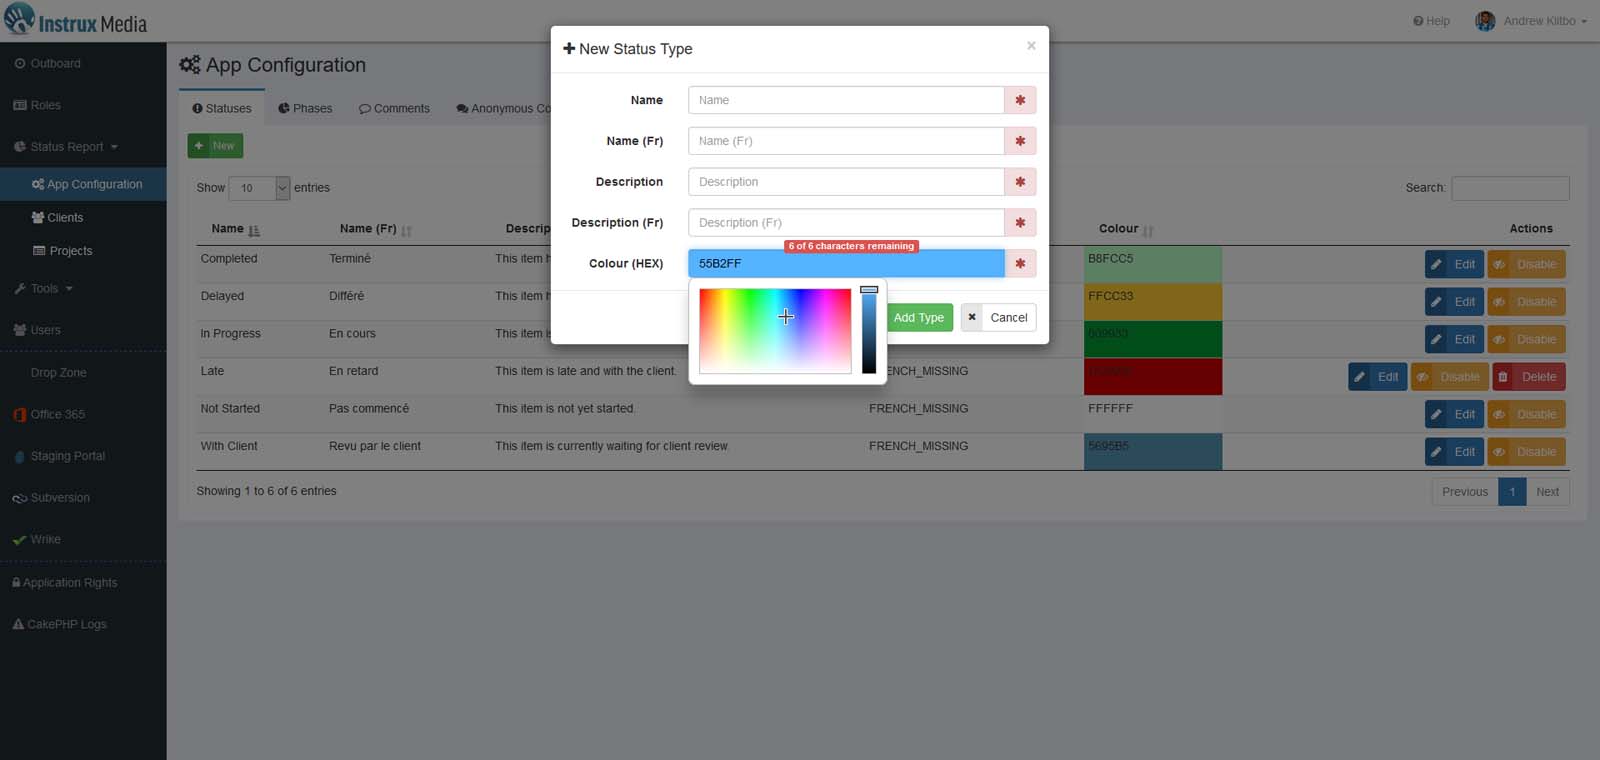 Instrux Media
Help
Andrew Kiitbo
Outboard
Roles
Status Report
App Configuration
Clients
Projects
Tools
Users
Drop Zone
Office 365
Staging Portal
Subversion
Wrike
Application Rights
CakePHP Logs
App Configuration
Statuses
Phases
Comments
Anonymous Co
New
Show 10 entries
Search:
Name Name (Fr) Descrip Colour Actions
Completed Terminé This item h B8FCC5 Edit Disable
Delayed Différé This item h FFCC33 Edit Disable
In Progress En cours This item is 009933 Edit Disable
Late En retard This item is late and with the client. ENCH_MISSING Edit Disable Delete
Not Started Pas commencé This item is not yet started. FRENCH_MISSING FFFFFF Edit Disable
With Client Revu par le client This item is currently waiting for client review. FRENCH_MISSING 5695B5 Edit Disable
Showing 1 to 6 of 6 entries
Previous 1 Next
New Status Type
×
Name Name
Name (Fr) Name (Fr)
Description Description
Description (Fr) Description (Fr)
6 of 6 characters remaining
Colour (HEX) 55B2FF
Add Type
Cancel